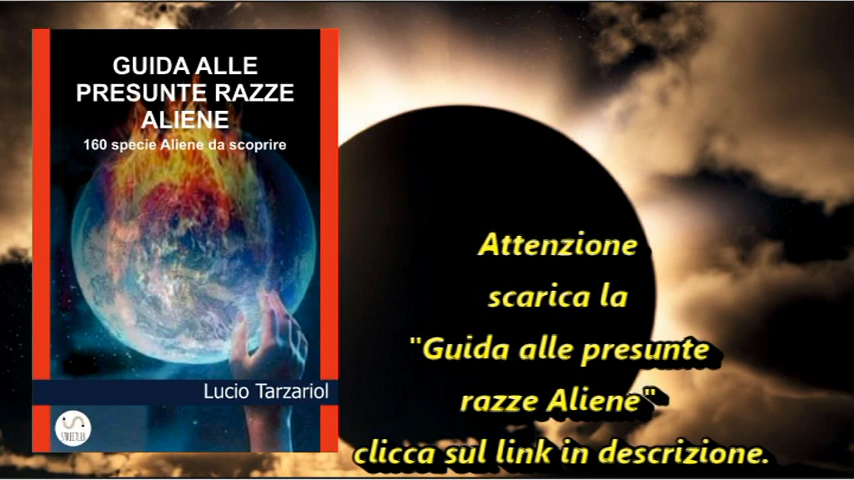 GUIDA ALLE
PRESUNTE RAZZE
ALIENE
160 specie Aliene da scoprire
Lucio Tarzariol
STREETLIB
Attenzione
scarica la
"Guida alle presunte
razze Aliene"
clicca sul link in descrizione.